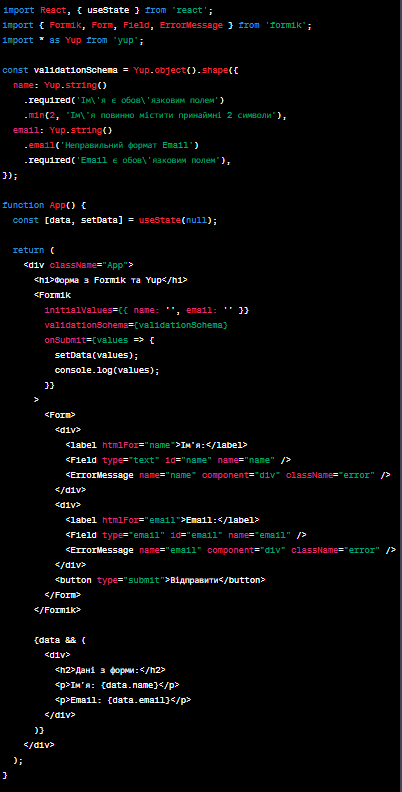 import React, { useState } from 'react';
import { Formik, Form, Field, ErrorMessage } from 'formik';
import * as Yup from 'yup';
const validationSchema = Yup.object().shape({
name: Yup.string()
.required('Ім\'я є обов\'язковим полем')
.min(2, 'Ім\'я повинно містити принаймні 2 символи'),
email: Yup.string()
.email('Неправильний формат Email')
.required('Email є обов\'язковим полем'),
});
function App() {
const [data, setData] = useState(null);
return (
<div className="App">
<h1>Форма з Formik та Yup</h1>
<Formik
initialValues={{ name: '', email: '' }}
validationSchema={validationSchema}
onSubmit={values => {
setData(values);
console.log(values);
}}
>
<Form>
<div>
<label htmlFor="name">Ім'я:</label>
<Field type="text" id="name" name="name" />
<ErrorMessage name="name" component="div" className="error" />
</div>
<div>
<label htmlFor="email">Email:</label>
<Field type="email" id="email" name="email" />
<ErrorMessage name="email" component="div" className="error" />
</div>
<button type="submit">Відправити</button>
</Form>
</Formik>
{data && (
<div>
<h2>Дані з форми:</h2>
<p>Ім'я: {data.name}</p>
<p>Email: {data.email}</p>
</div>
)}
</div>
);
}